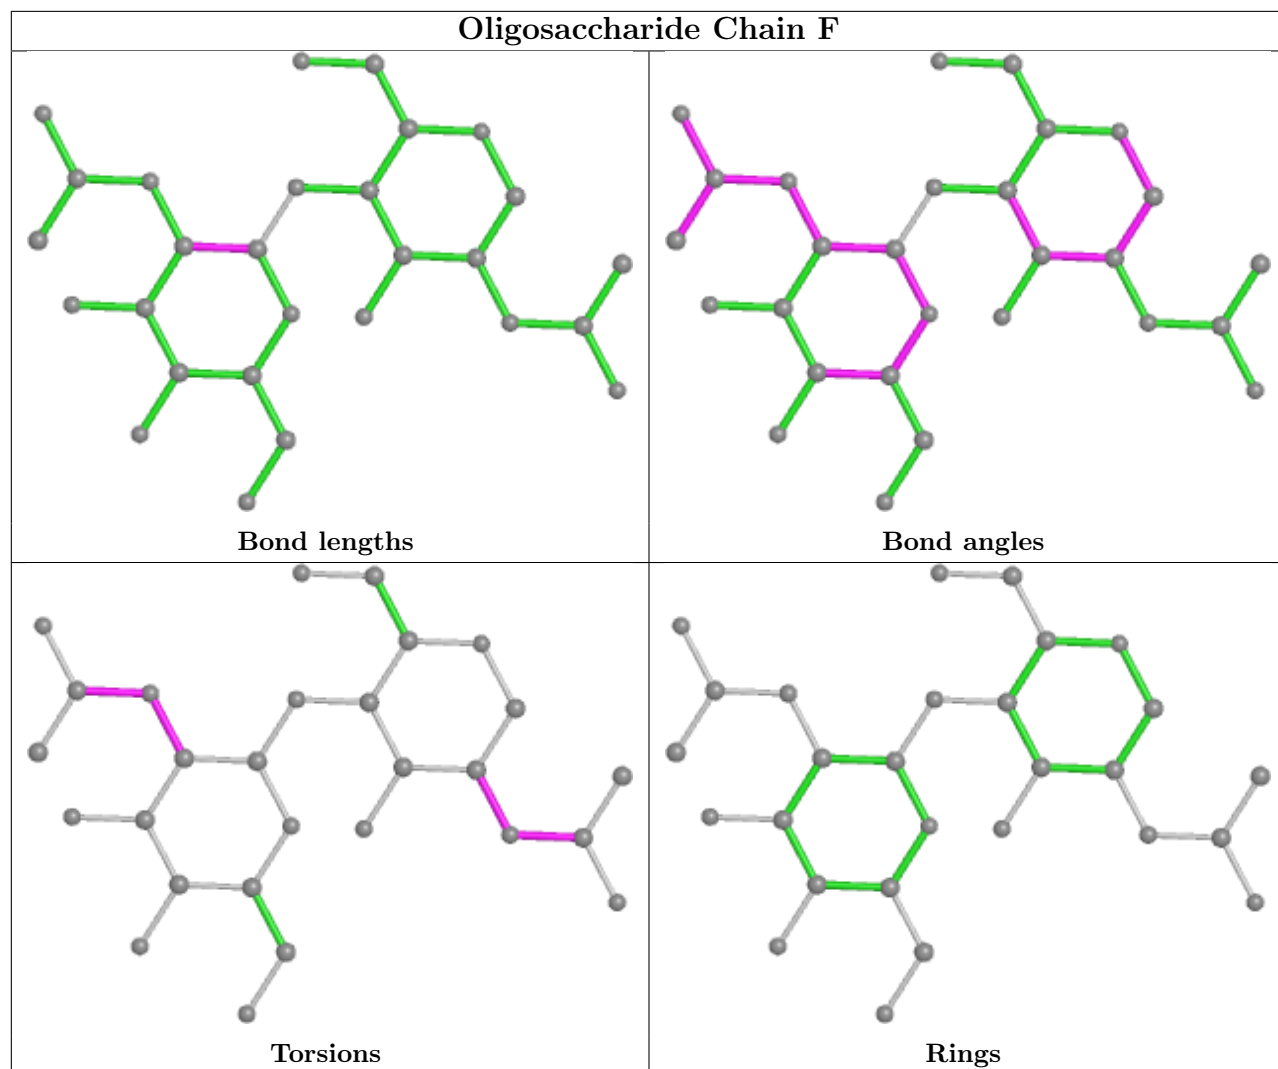 Oligosaccharide Chain F
Bond lengths
Bond angles
Torsions
Rings